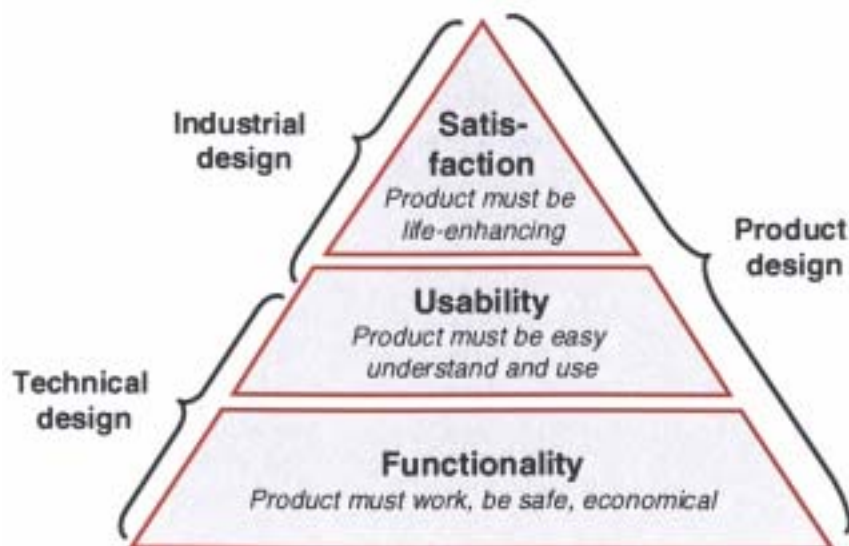 Industrial
design
Satis-
faction
Product must be
life-enhancing
Product
design
Usability
Product must be easy
understand and use
Technical
design
Functionality
Product must work, be safe, economical